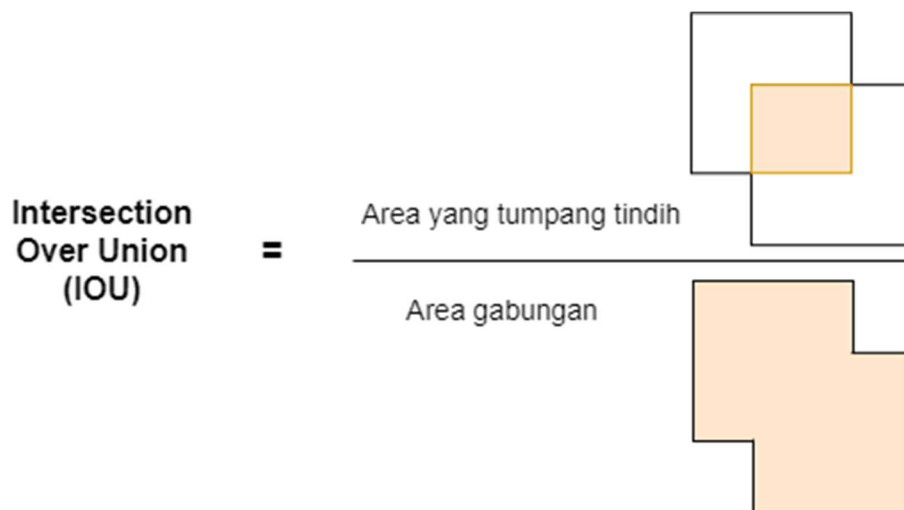 Intersection
Over Union
(IOU)
=
Area yang tumpang tindih
Area gabungan